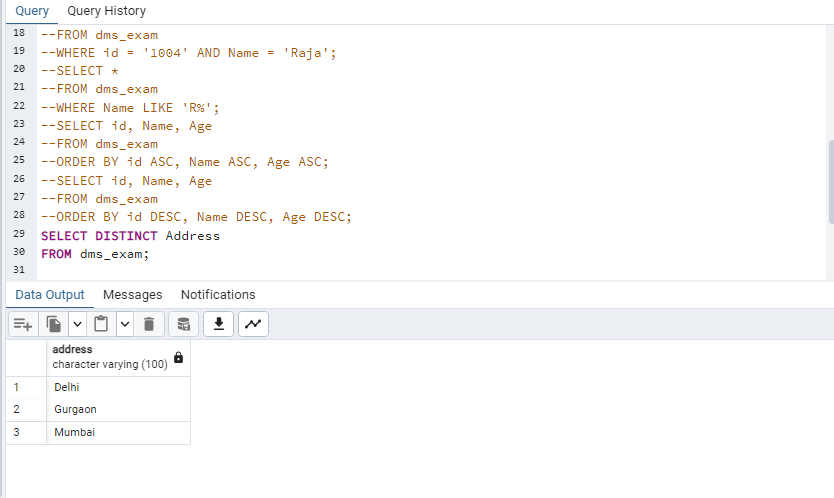 Query Query History
18 --FROM dms_exam
19 --WHERE id = '1004' AND Name = 'Raja';
20 --SELECT *
21 --FROM dms_exam
22 --WHERE Name LIKE 'R%';
23 --SELECT id, Name, Age
24 --FROM dms_exam
25 --ORDER BY id ASC, Name ASC, Age ASC;
26 --SELECT id, Name, Age
27 --FROM dms_exam
28 --ORDER BY id DESC, Name DESC, Age DESC;
29 SELECT DISTINCT Address
30 FROM dms_exam;
31
Data Output Messages Notifications
address
character varying (100)
1 Delhi
2 Gurgaon
3 Mumbai